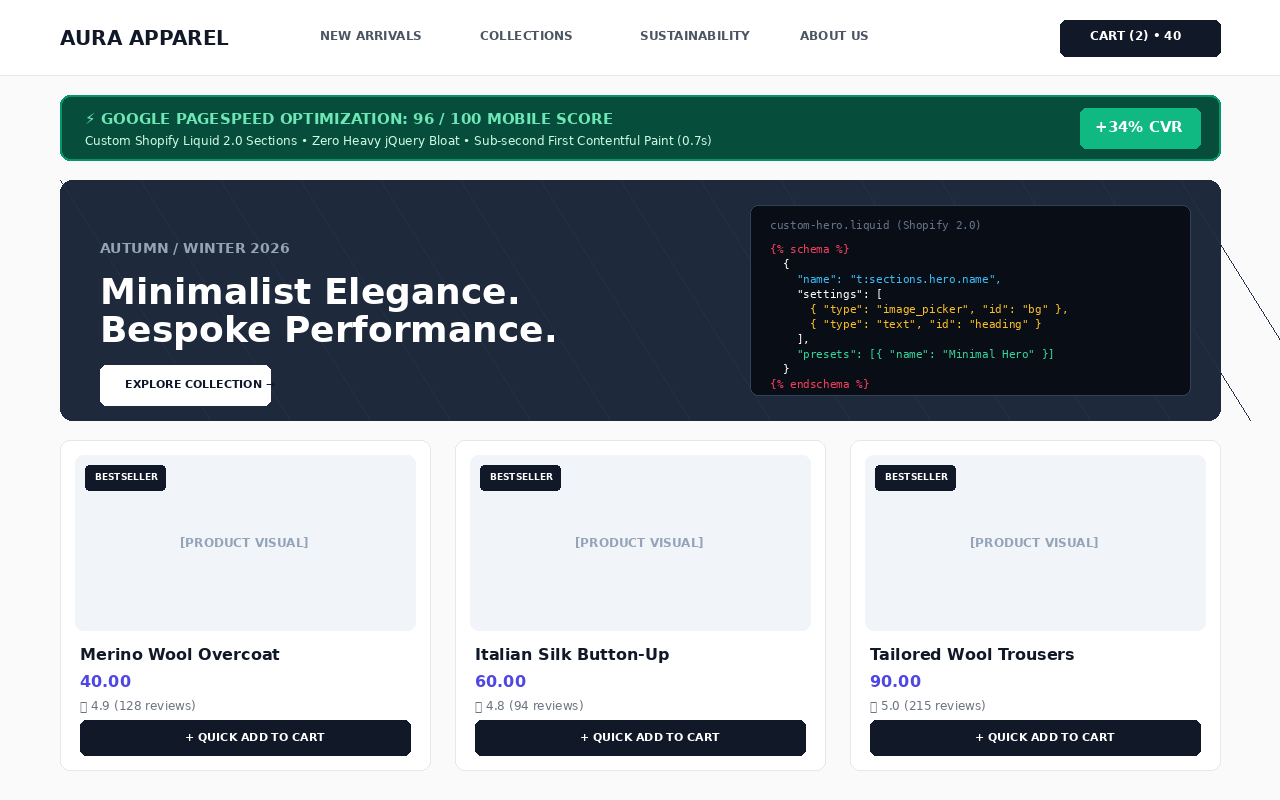 AURA APPAREL
NEW ARRIVALS
COLLECTIONS
SUSTAINABILITY
ABOUT US
CART (2) • 40
⚡ GOOGLE PAGESPEED OPTIMIZATION: 96 / 100 MOBILE SCORE
Custom Shopify Liquid 2.0 Sections • Zero Heavy jQuery Bloat • Sub-second First Contentful Paint (0.7s)
+34% CVR
AUTUMN / WINTER 2026
Minimalist Elegance.
Bespoke Performance.
EXPLORE COLLECTION →
custom-hero.liquid (Shopify 2.0)
{% schema %}
  {
    "name": "t:sections.hero.name",
    "settings": [
      { "type": "image_picker", "id": "bg" },
      { "type": "text", "id": "heading" }
    ],
    "presets": [{ "name": "Minimal Hero" }]
  }
{% endschema %}
BESTSELLER
[PRODUCT VISUAL]
Merino Wool Overcoat
40.00
4.9 (128 reviews)
+ QUICK ADD TO CART
BESTSELLER
[PRODUCT VISUAL]
Italian Silk Button-Up
60.00
4.8 (94 reviews)
+ QUICK ADD TO CART
BESTSELLER
[PRODUCT VISUAL]
Tailored Wool Trousers
90.00
5.0 (215 reviews)
+ QUICK ADD TO CART